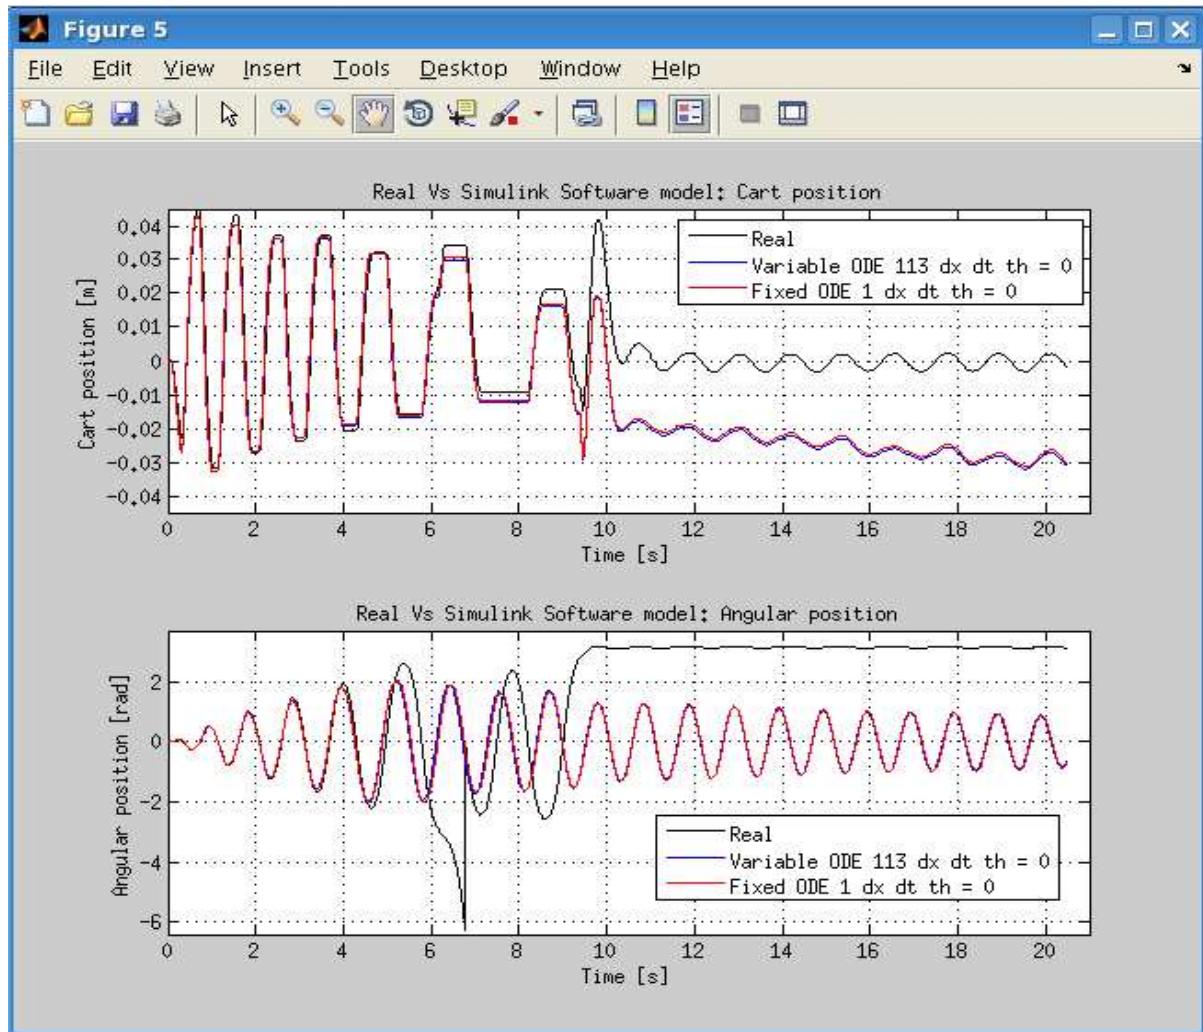 Figure 5
File Edit View Insert Tools Desktop Window Help
Real Vs Simulink Software model: Cart position
Cart position [m]
0.04
0.03
0.02
0.01
0
-0.01
-0.02
-0.03
-0.04
Real
Variable ODE 113 dx dt th = 0
Fixed ODE 1 dx dt th = 0
0 2 4 6 8 10 12 14 16 18 20
Time [s]
Real Vs Simulink Software model: Angular position
Angular position [rad]
2
0
-2
-4
-6
Real
Variable ODE 113 dx dt th = 0
Fixed ODE 1 dx dt th = 0
0 2 4 6 8 10 12 14 16 18 20
Time [s]